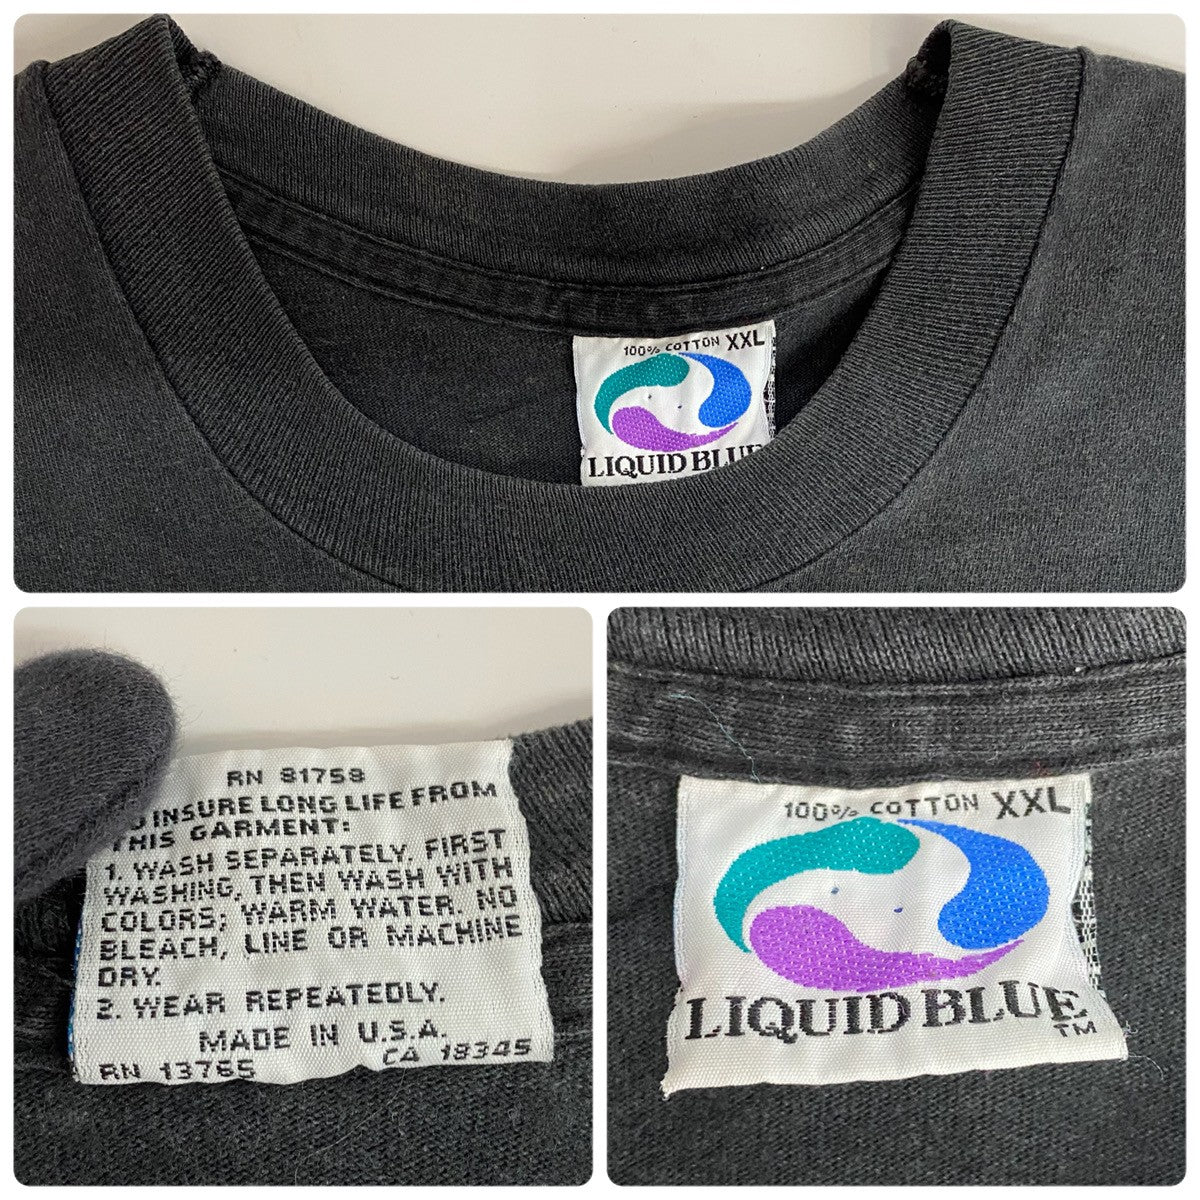 100% COTTON XXL
LIQUID BLUE
RN 81758
INSURE LONG LIFE FROM
THIS GARMENT:
1. WASH SEPARATELY. FIRST
WASHING, THEN WASH WITH
COLORS; WARM WATER. NO
BLEACH, LINE OR MACHINE
DRY.
2. WEAR REPEATEDLY.
MADE IN U.S.A.
RN 13765 CA 18345
100% COTTON XXL
LIQUID BLUE™